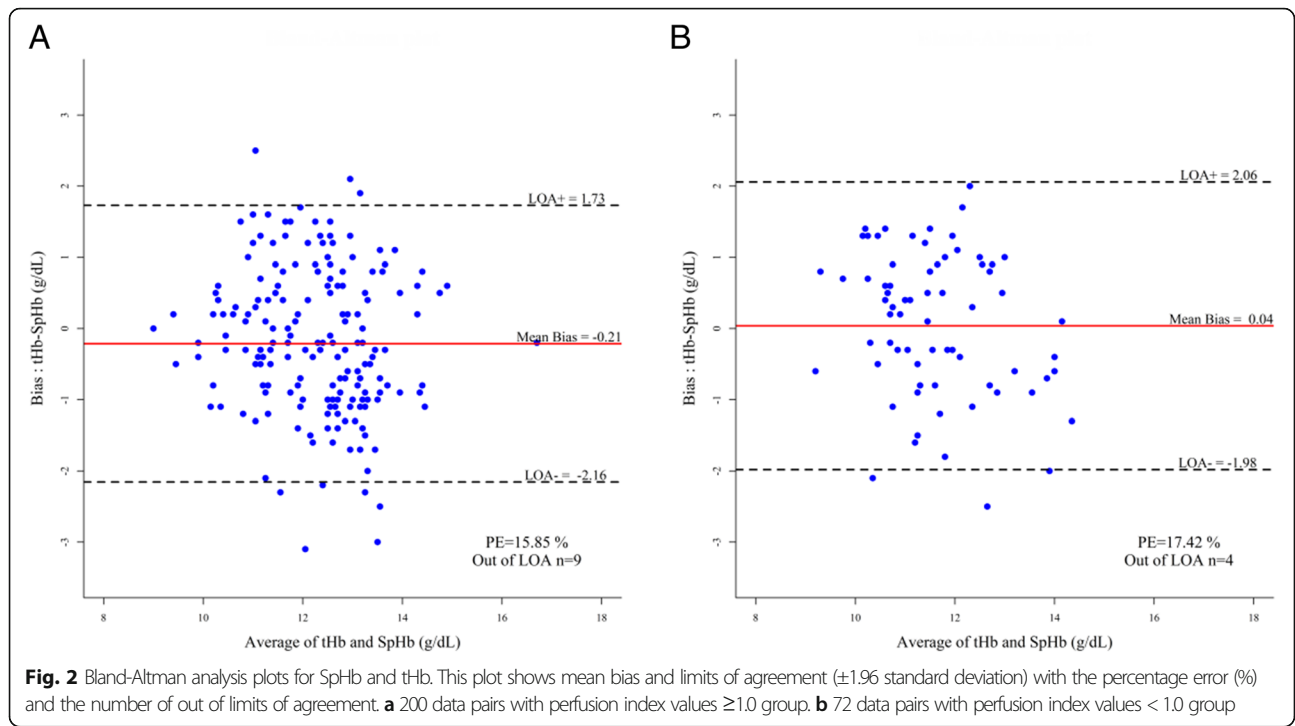 A
B
3
2
1
0
-1
-2
-3
Bias : tHb-SpHb (g/dL)
LOA+ = 1.73
Mean Bias = -0.21
LOA- = -2.16
PE=15.85 %
Out of LOA n=9
8 10 12 14 16 18
Average of tHb and SpHb (g/dL)
3
2
1
0
-1
-2
-3
Bias : tHb-SpHb (g/dL)
LOA+ = 2.06
Mean Bias = 0.04
LOA- = -1.98
PE=17.42 %
Out of LOA n=4
8 10 12 14 16 18
Average of tHb and SpHb (g/dL)
Fig. 2 Bland-Altman analysis plots for SpHb and tHb. This plot shows mean bias and limits of agreement (±1.96 standard deviation) with the percentage error (%)
and the number of out of limits of agreement. a 200 data pairs with perfusion index values ≥1.0 group. b 72 data pairs with perfusion index values < 1.0 group